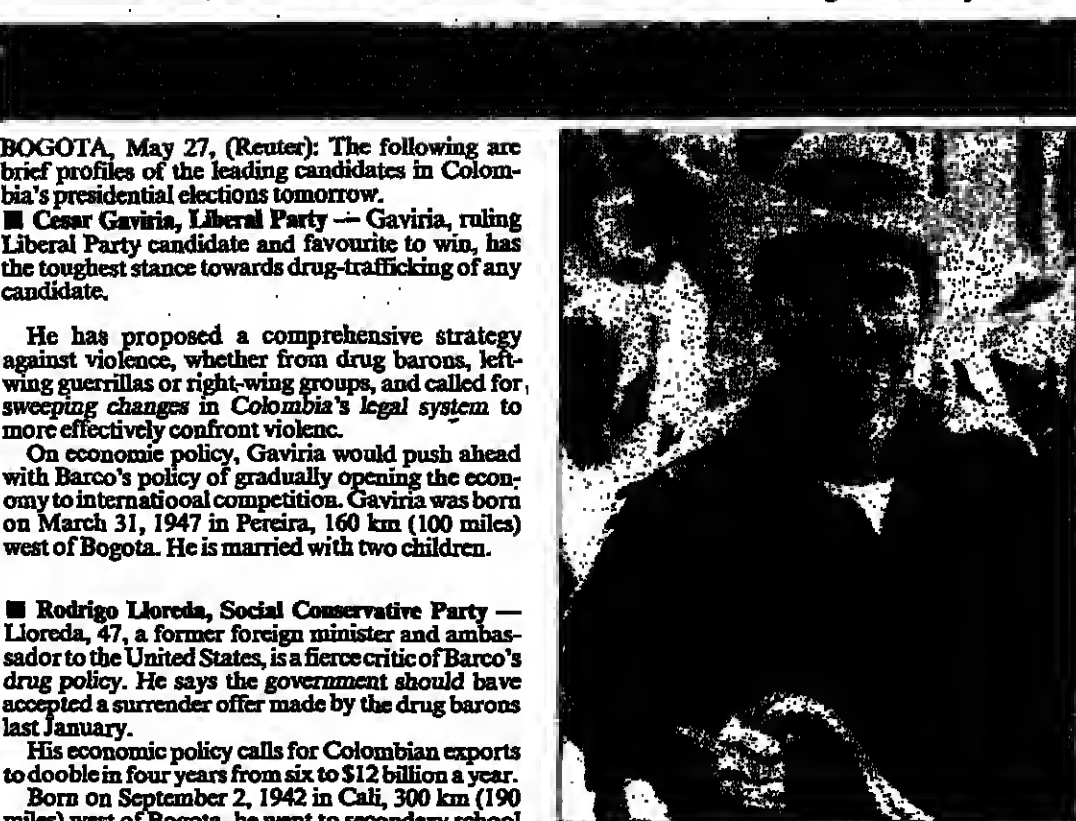 BOGOTA, May 27, (Reuter): The following are
brief profiles of the leading candidates in Colom-
bia's presidential elections tomorrow.
■ Cesar Gaviria, Liberal Party — Gaviria, ruling
Liberal Party candidate and favourite to win, has
the toughest stance towards drug-trafficking of any
candidate.
He has proposed a comprehensive strategy
against violence, whether from drug barons, left-
wing guerrillas or right-wing groups, and called for
sweeping changes in Colombia's legal system to
more effectively confront violenc.
On economic policy, Gaviria would push ahead
with Barco's policy of gradually opening the econ-
omy to internatiooal competition. Gaviria was born
on March 31, 1947 in Pereira, 160 km (100 miles)
west of Bogota. He is married with two children.
■ Rodrigo Lloreda, Social Conservative Party —
Lloreda, 47, a former foreign minister and ambas-
sador to the United States, is a fierce critic of Barco's
drug policy. He says the government should bave
accepted a surrender offer made by the drug barons
last January.
His economic policy calls for Colombian exports
to dooble in four years from six to $12 billion a year.
Born on September 2, 1942 in Cali, 300 km (190
miles) west of Bogota, he went to secondary school